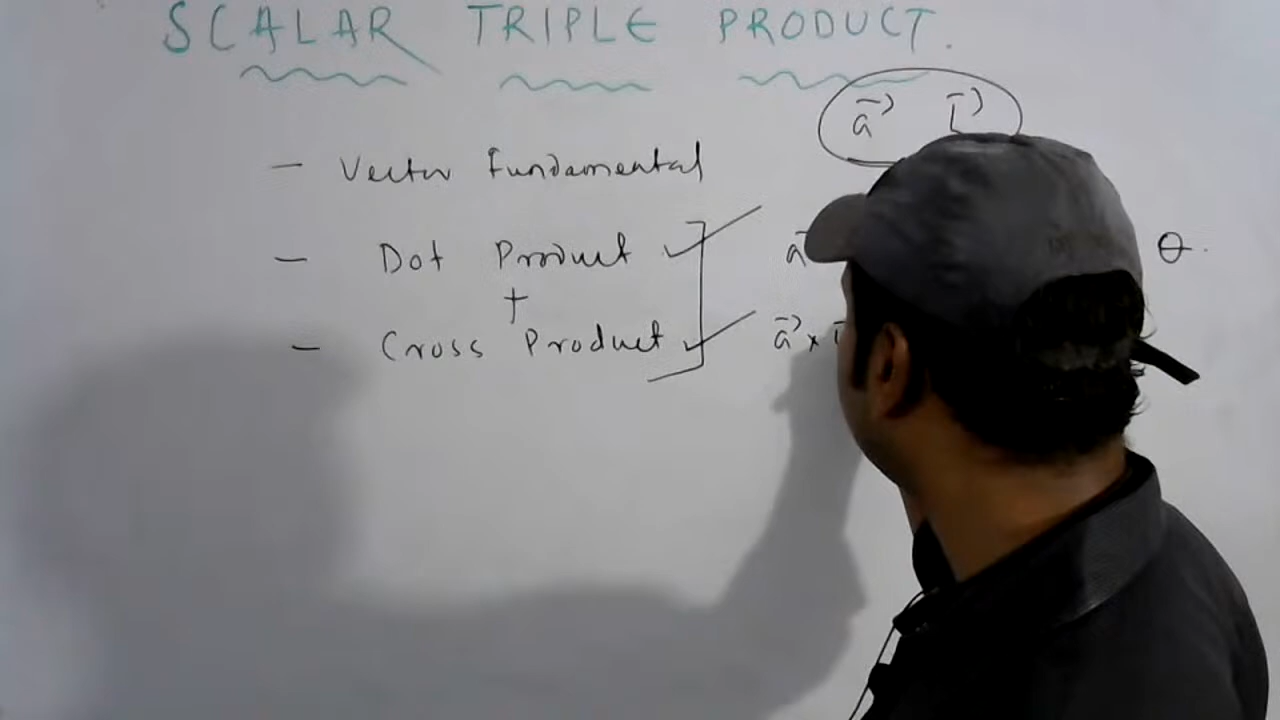 SCALAR TRIPLE PRODUCT.
a⃗ b⃗
- Vector Fundamental
- Dot Product ✓ a⃗ θ.
+
- Cross Product ✓ a⃗ ×